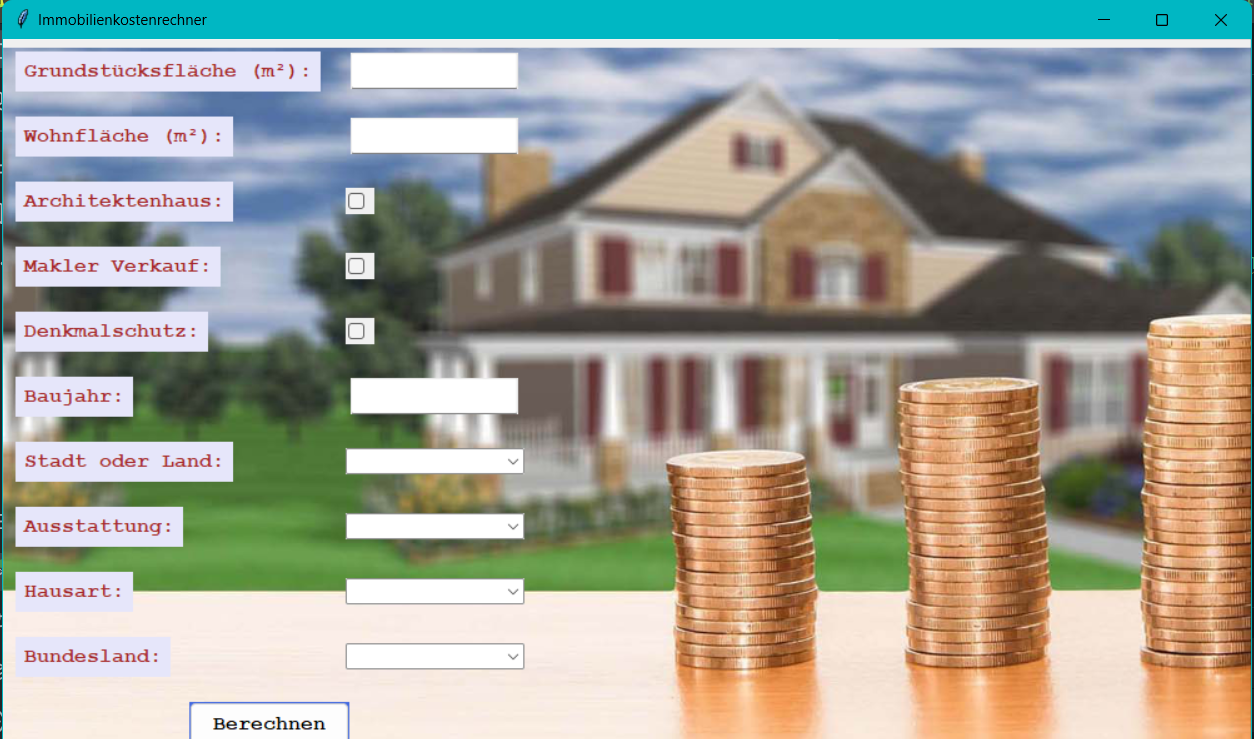 Immobilienkostenrechner
Grundstücksfläche (m²):
Wohnfläche (m²):
Architektenhaus:
Makler Verkauf:
Denkmalschutz:
Baujahr:
Stadt oder Land:
Ausstattung:
Hausart:
Bundesland:
Berechnen